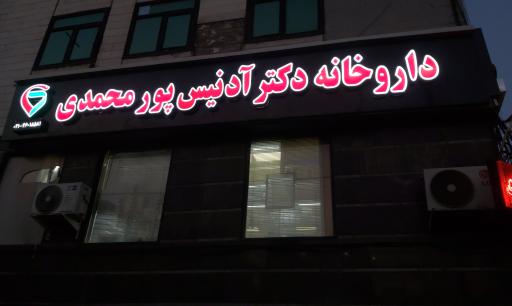 داروخانه دکتر آدنیس پور محمدی